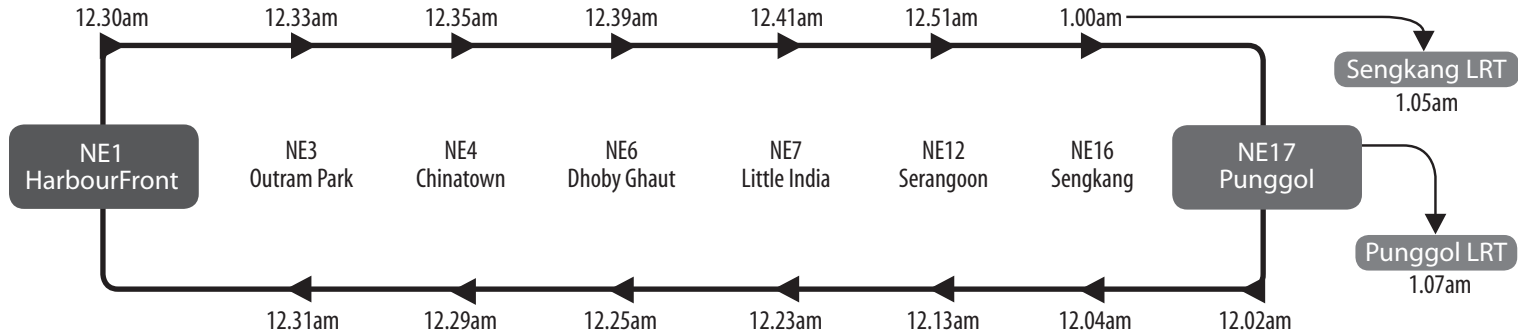 12.30am 12.33am 12.35am 12.39am 12.41am 12.51am 1.00am
Sengkang LRT
1.05am
NE1
HarbourFront
NE3
Outram Park
NE4
Chinatown
NE6
Dhoby Ghaut
NE7
Little India
NE12
Serangoon
NE16
Sengkang
NE17
Punggol
Punggol LRT
1.07am
12.31am 12.29am 12.25am 12.23am 12.13am 12.04am 12.02am